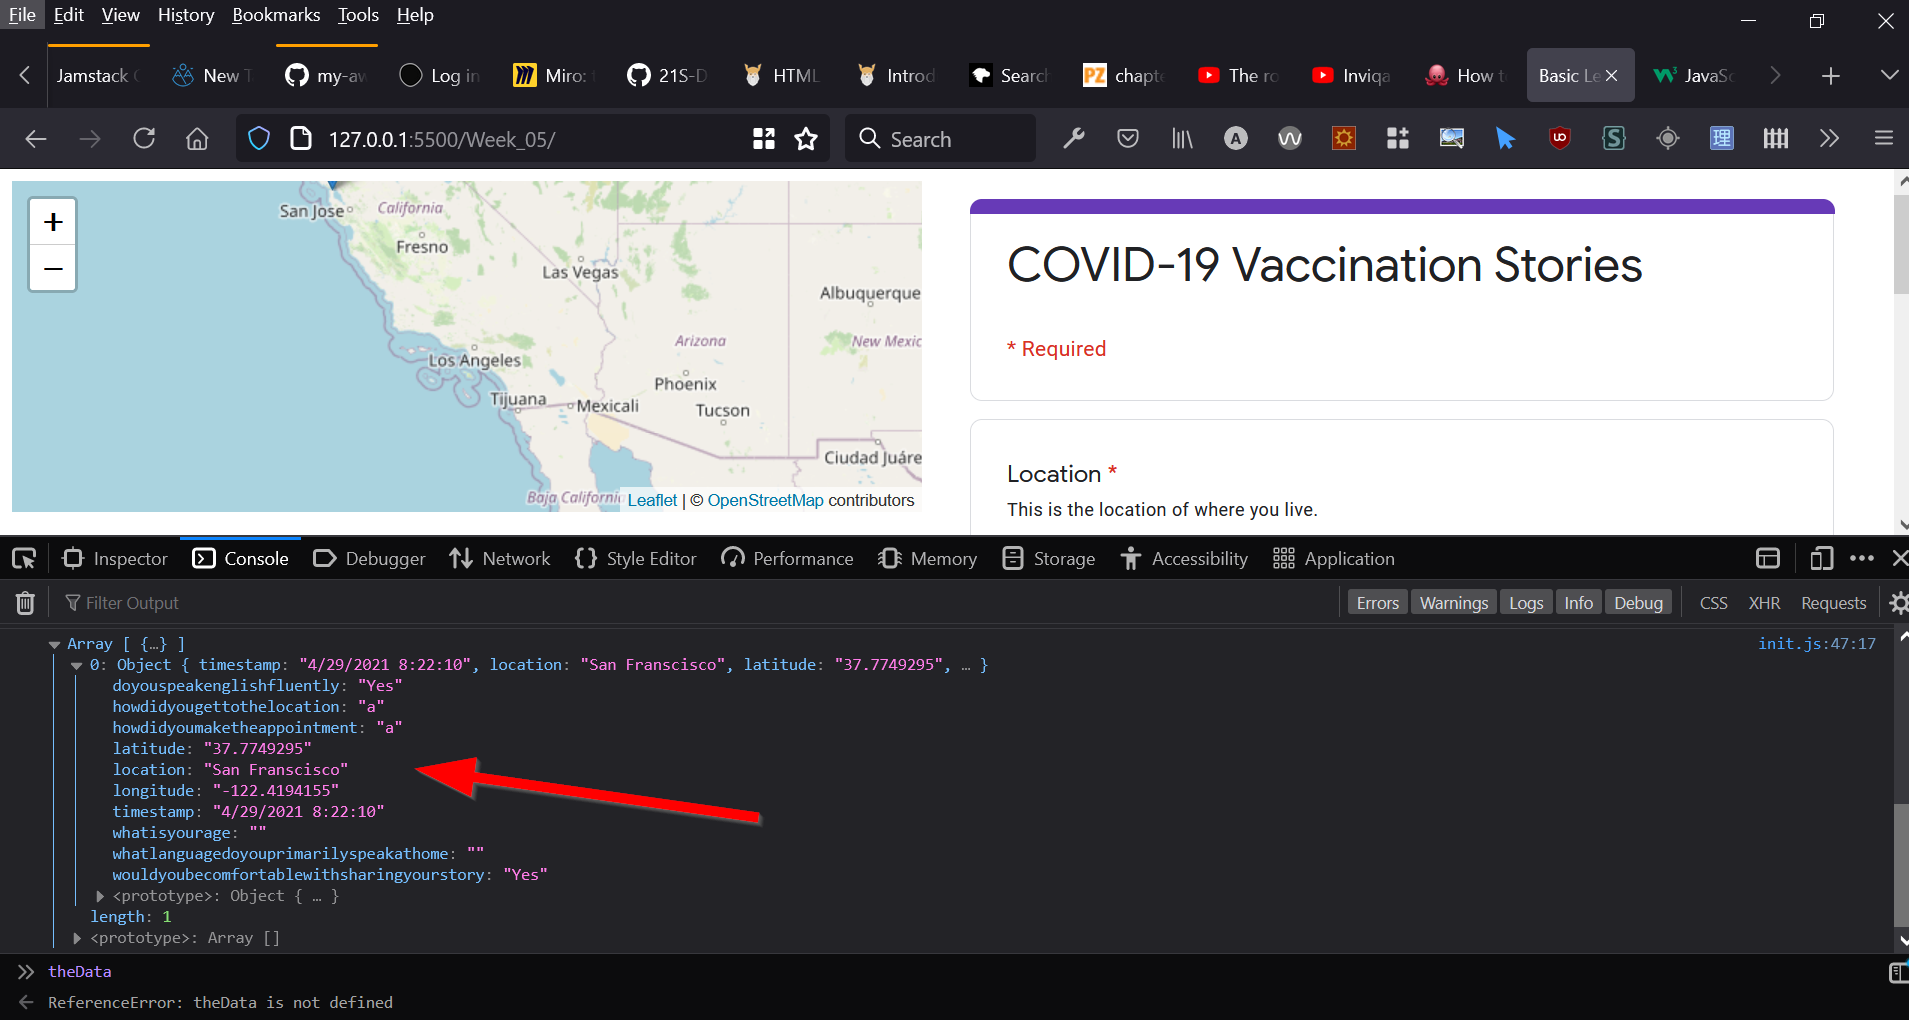 File Edit View History Bookmarks Tools Help
Jamstack New T my-aw Log in Miro: 21S-D HTML Introd Search PZ chapte The ro Inviqa How t Basic Le JavaSc
127.0.0.1:5500/Week_05/ Search
+
−
San Jose
California
Fresno
Las Vegas
Albuquerque
Los Angeles
Arizona
New Mexic
Phoenix
Tijuana
Mexicali
Tucson
Ciudad Juáre
Baja California
Leaflet | © OpenStreetMap contributors
COVID-19 Vaccination Stories
* Required
Location *
This is the location of where you live.
Inspector Console Debugger Network Style Editor Performance Memory Storage Accessibility Application
Filter Output Errors Warnings Logs Info Debug CSS XHR Requests
Array [ {…} ] init.js:47:17
0: Object { timestamp: "4/29/2021 8:22:10", location: "San Franscisco", latitude: "37.7749295", … }
doyouspeakenglishfluently: "Yes"
howdidyougettothelocation: "a"
howdidyoumaketheappointment: "a"
latitude: "37.7749295"
location: "San Franscisco"
longitude: "-122.4194155"
timestamp: "4/29/2021 8:22:10"
whatisyourage: ""
whatlanguagedoyouprimarilyspeakathome: ""
wouldyoubecomfortablewithsharingyourstory: "Yes"
<prototype>: Object { … }
length: 1
<prototype>: Array []
theData
ReferenceError: theData is not defined